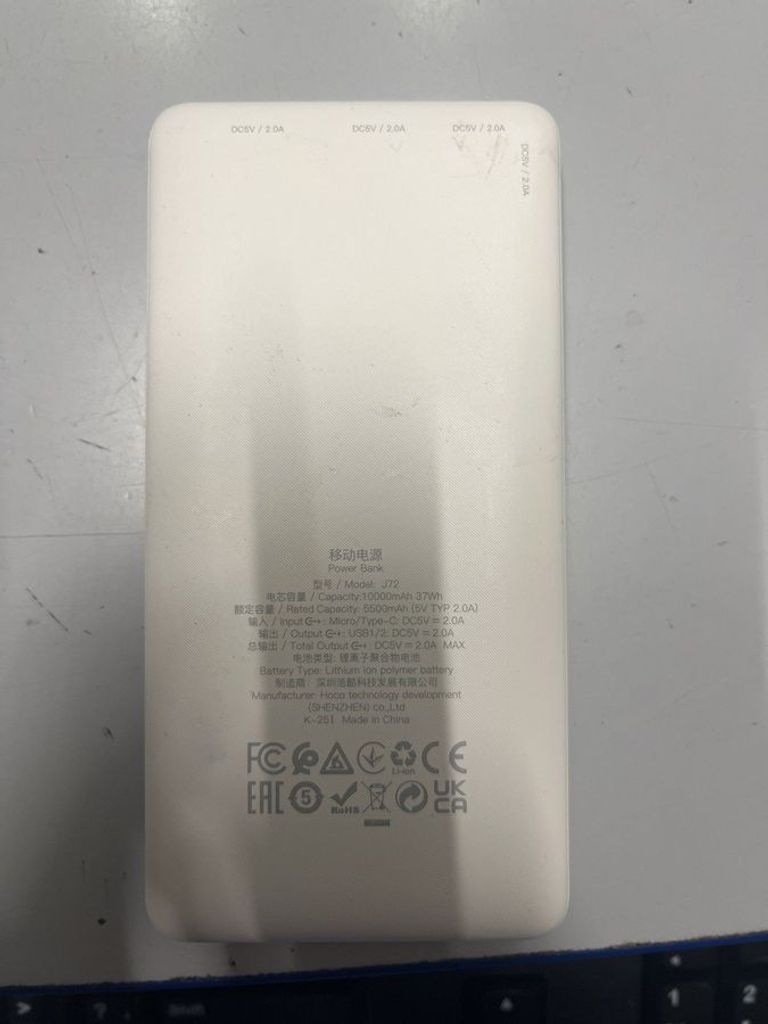 DC5V / 2.0A
DC5V / 2.0A
DC5V / 2.0A
DC5V / 2.0A
移动电源
Power Bank
型号 / Model: J72
电芯容量 / Capacity:10000mAh 37Wh
额定容量 / Rated Capacity: 5500mAh (5V TYP 2.0A)
输入 / Input: Micro/Type-C: DC5V = 2.0A
输出 / Output: USB1/2: DC5V = 2.0A
总输出 / Total Output: DC5V = 2.0A MAX
电池类型: 锂离子聚合物电池
Battery Type: Lithium ion polymer battery
制造商: 深圳浩酷科技发展有限公司
Manufacturer: Hoco technology development
(SHENZHEN) co.,Ltd
K-251 Made in China
FC CE
Li-ion
EAC 5 RoHS UKCA
1
2
?